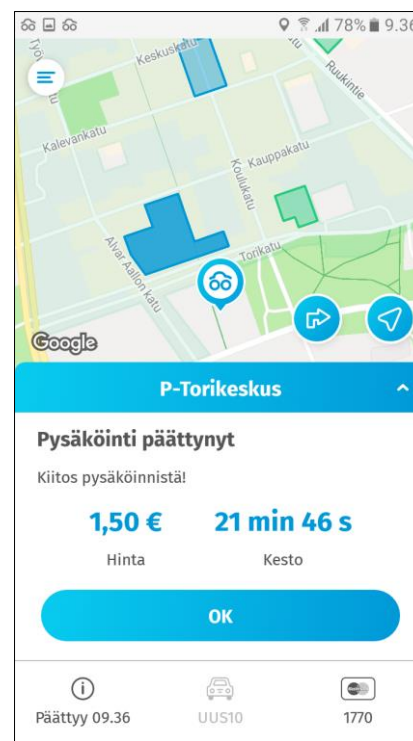 78% 9.36
Keskuskatu
Ruukintie
Kalevankatu
Kauppakatu
Koulukatu
Alvar Aallon katu
Torikatu
Google
P-Torikeskus
Pysäköinti päättynyt
Kiitos pysäköinnistä!
1,50 € 21 min 46 s
Hinta Kesto
OK
Päättyy 09.36 UUS10 1770